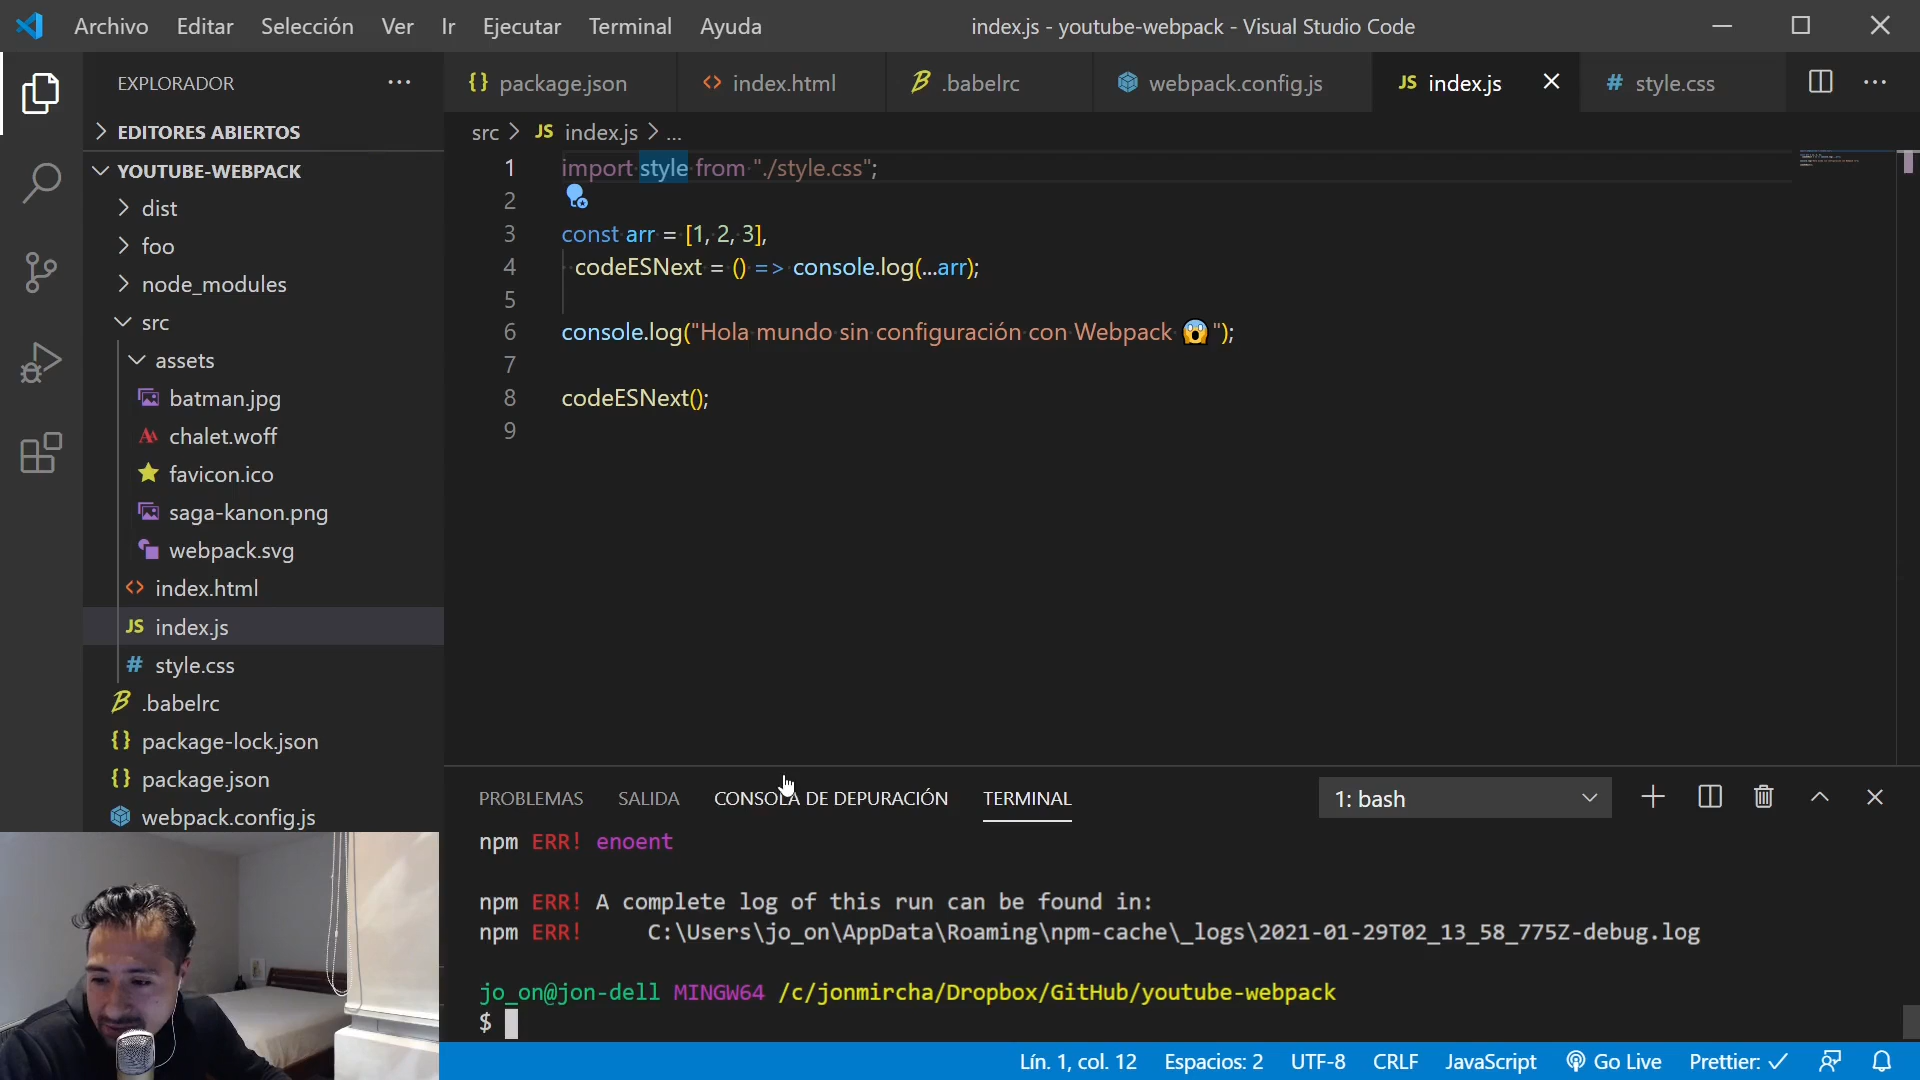 Archivo Editar Selección Ver Ir Ejecutar Terminal Ayuda
index.js - youtube-webpack - Visual Studio Code
EXPLORADOR ...
EDITORES ABIERTOS
YOUTUBE-WEBPACK
dist
foo
node_modules
src
assets
batman.jpg
chalet.woff
favicon.ico
saga-kanon.png
webpack.svg
index.html
JS index.js
# style.css
.babelrc
{} package-lock.json
{} package.json
webpack.config.js
{} package.json
<> index.html
.babelrc
webpack.config.js
JS index.js
# style.css
src > JS index.js > ...
1 import style from "./style.css";
2
3 const arr = [1, 2, 3],
4 codeESNext = () => console.log(...arr);
5
6 console.log("Hola mundo sin configuración con Webpack 😱");
7
8 codeESNext();
9
PROBLEMAS SALIDA CONSOLA DE DEPURACIÓN TERMINAL
1: bash
npm ERR! enoent
npm ERR! A complete log of this run can be found in:
npm ERR!     C:\Users\jo_on\AppData\Roaming\npm-cache\_logs\2021-01-29T02_13_58_775Z-debug.log
jo_on@jon-dell MINGW64 /c/jonmircha/Dropbox/GitHub/youtube-webpack
$
Lín. 1, col. 12 Espacios: 2 UTF-8 CRLF JavaScript Go Live Prettier: ✓